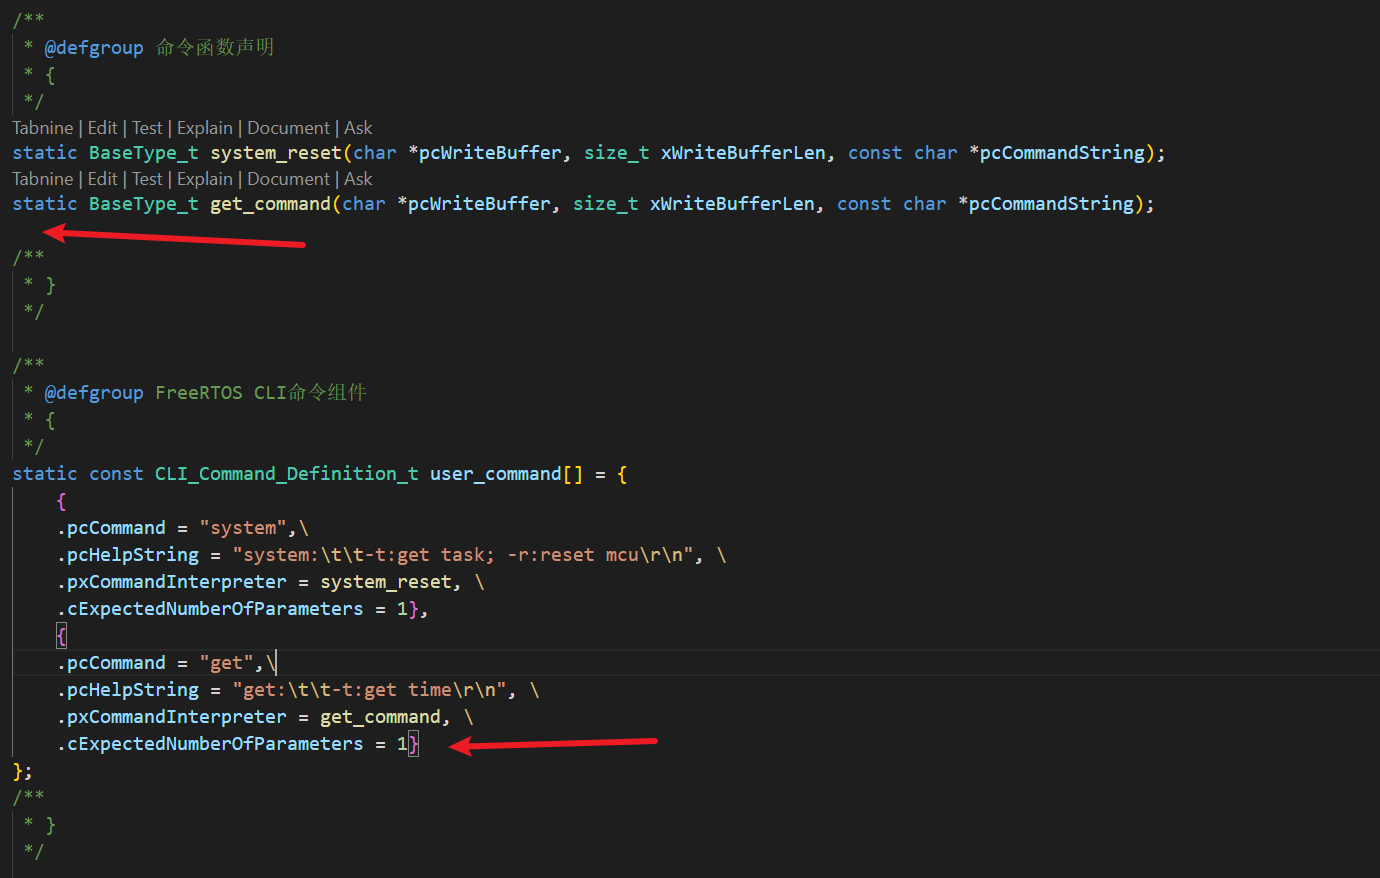 /**
 * @defgroup 命令函数声明
 * {
 */
Tabnine | Edit | Test | Explain | Document | Ask
static BaseType_t system_reset(char *pcWriteBuffer, size_t xWriteBufferLen, const char *pcCommandString);
Tabnine | Edit | Test | Explain | Document | Ask
static BaseType_t get_command(char *pcWriteBuffer, size_t xWriteBufferLen, const char *pcCommandString);
/**
 * }
 */
/**
 * @defgroup FreeRTOS CLI命令组件
 * {
 */
static const CLI_Command_Definition_t user_command[] = {
    {
    .pcCommand = "system",\
    .pcHelpString = "system:\t\t-t:get task; -r:reset mcu\r\n", \
    .pxCommandInterpreter = system_reset, \
    .cExpectedNumberOfParameters = 1},
    {
    .pcCommand = "get",\
    .pcHelpString = "get:\t\t-t:get time\r\n", \
    .pxCommandInterpreter = get_command, \
    .cExpectedNumberOfParameters = 1}
};
/**
 * }
 */